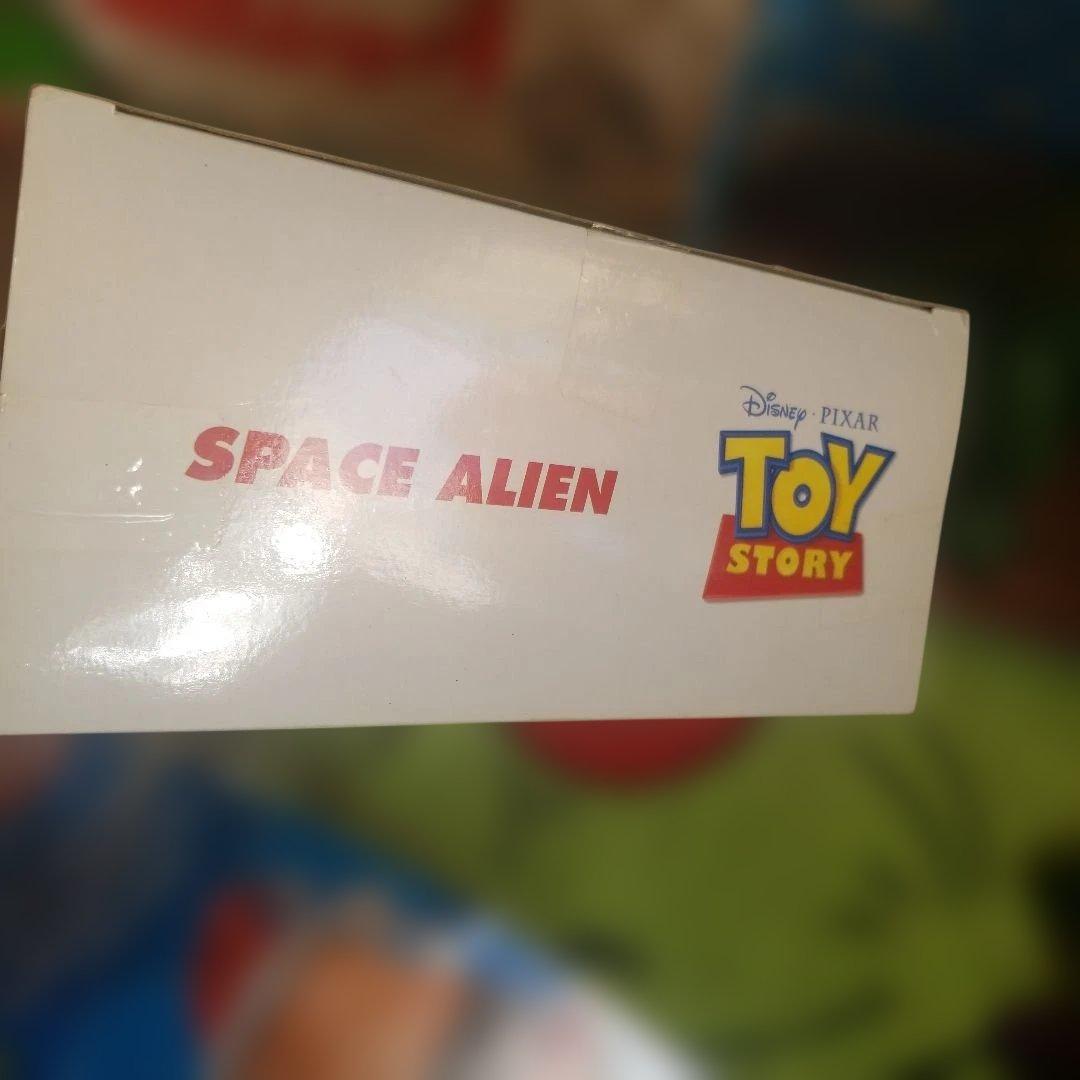 SPACE ALIEN
DISNEY · PIXAR
TOY
STORY